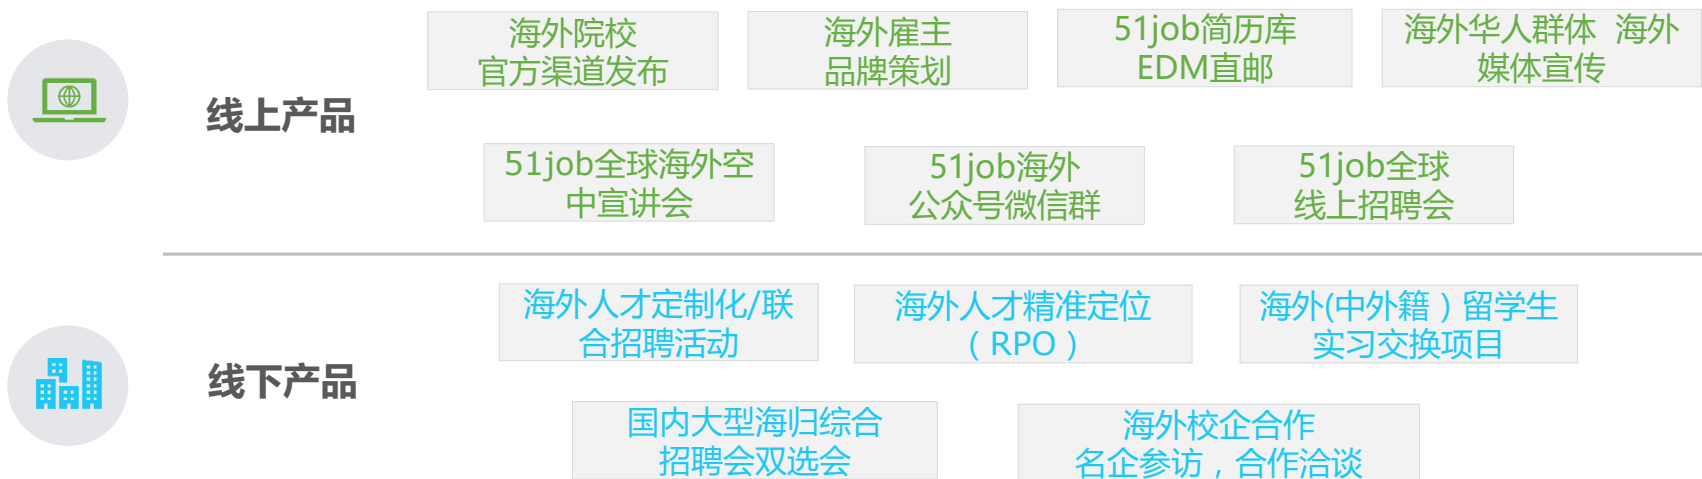 海外院校
官方渠道发布
海外雇主
品牌策划
51job简历库
EDM直邮
海外华人群体 海外
媒体宣传
线上产品
51job全球海外空
中宣讲会
51job海外
公众号微信群
51job全球
线上招聘会
海外人才定制化/联
合招聘活动
海外人才精准定位
（RPO）
海外(中外籍）留学生
实习交换项目
线下产品
国内大型海归综合
招聘会双选会
海外校企合作
名企参访，合作洽谈